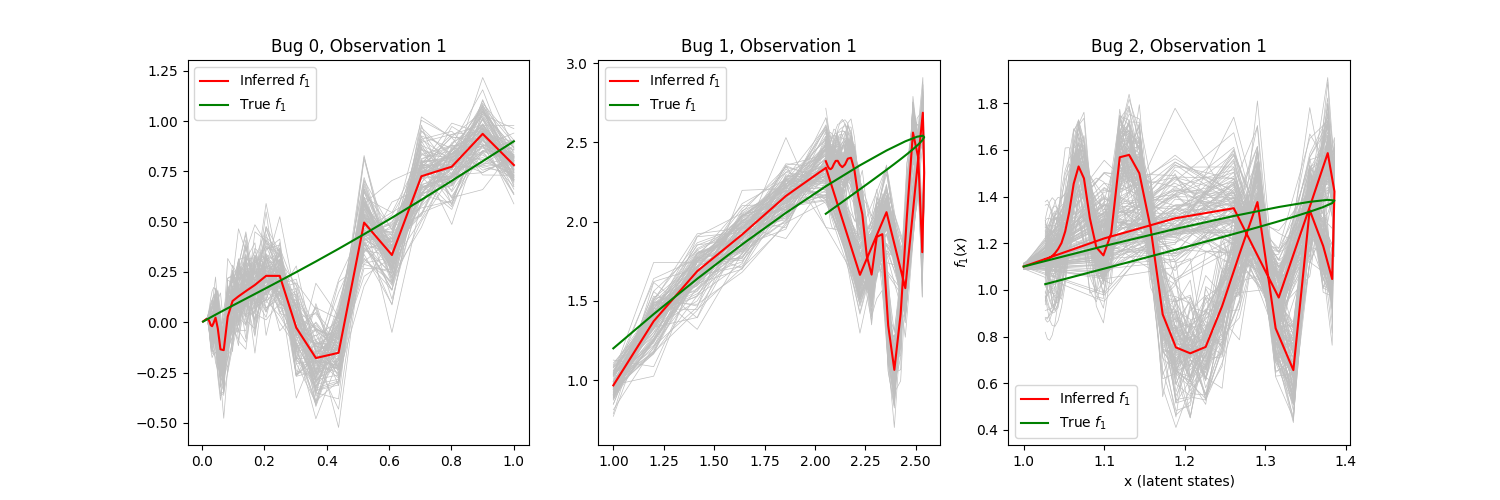 Bug 0, Observation 1
Inferred f₁
True f₁
1.25
1.00
0.75
0.50
0.25
0.00
−0.25
−0.50
0.0 0.2 0.4 0.6 0.8 1.0
Bug 1, Observation 1
Inferred f₁
True f₁
3.0
2.5
2.0
1.5
1.0
1.00 1.25 1.50 1.75 2.00 2.25 2.50
Bug 2, Observation 1
f₁(x)
1.8
1.6
1.4
1.2
1.0
0.8
0.6
0.4
Inferred f₁
True f₁
1.0 1.1 1.2 1.3 1.4
x (latent states)